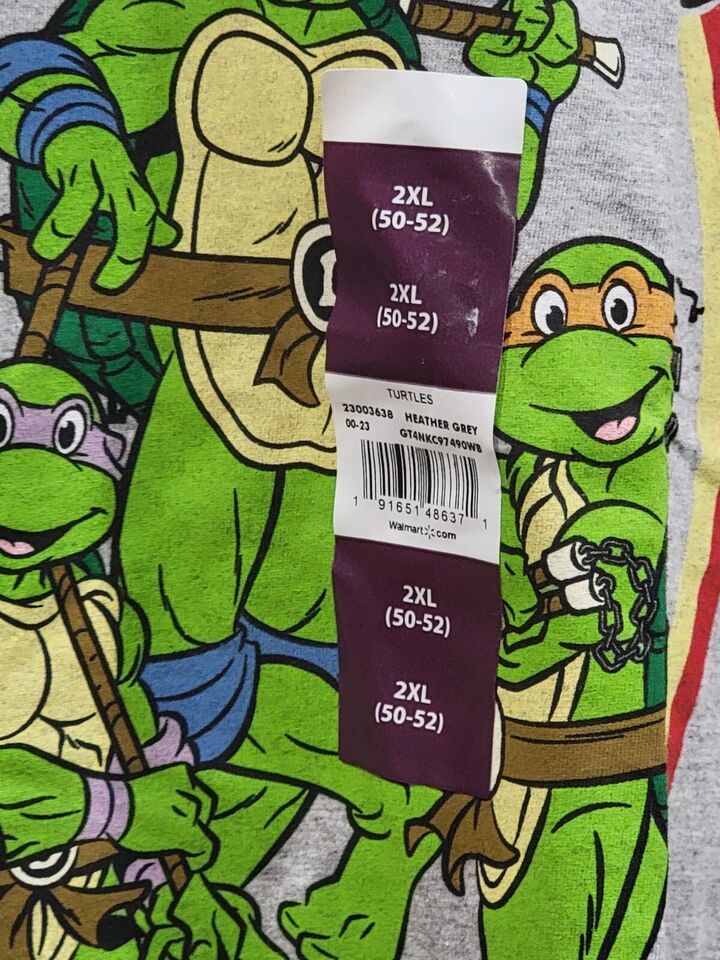 2XL
(50-52)
2XL
(50-52)
TURTLES
23003638 HEATHER GREY
00-23 GT4NKC97490WB
1 91651 48637 1
Walmart.com
2XL
(50-52)
2XL
(50-52)